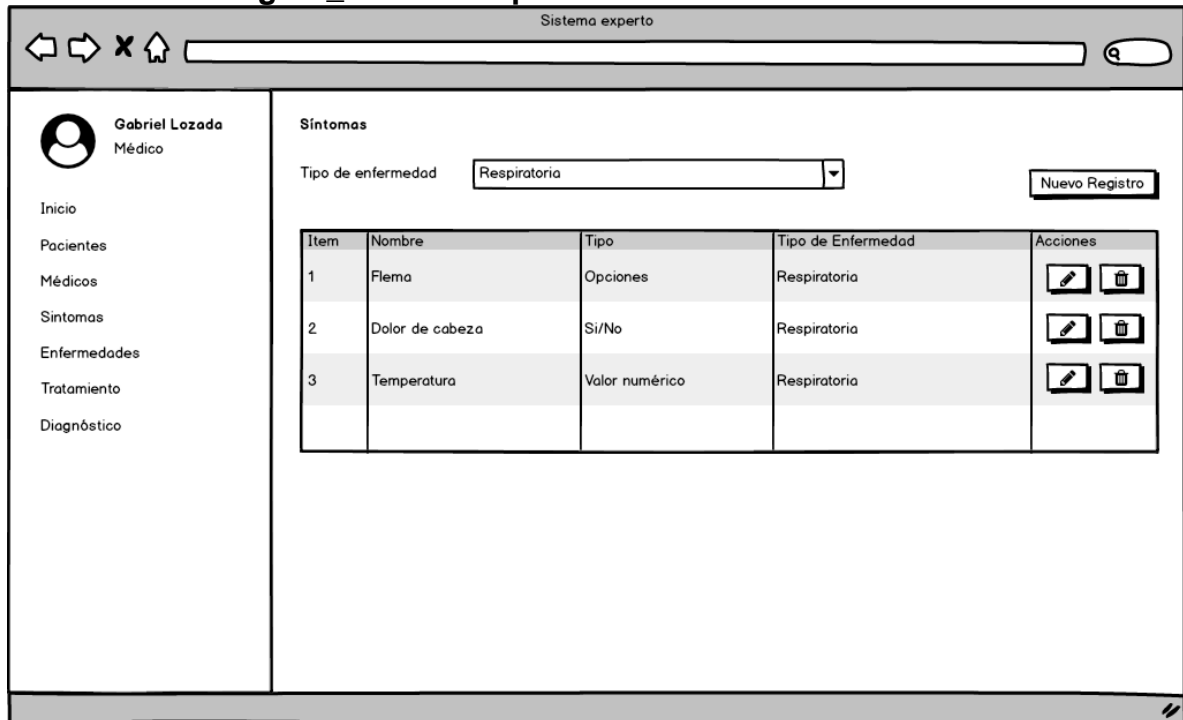 Sistema experto
Gabriel Lozada
Médico
Inicio
Pacientes
Médicos
Sintomas
Enfermedades
Tratamiento
Diagnóstico
Síntomas
Tipo de enfermedad Respiratoria
Nuevo Registro
Item Nombre Tipo Tipo de Enfermedad Acciones
1 Flema Opciones Respiratoria
2 Dolor de cabeza Si/No Respiratoria
3 Temperatura Valor numérico Respiratoria